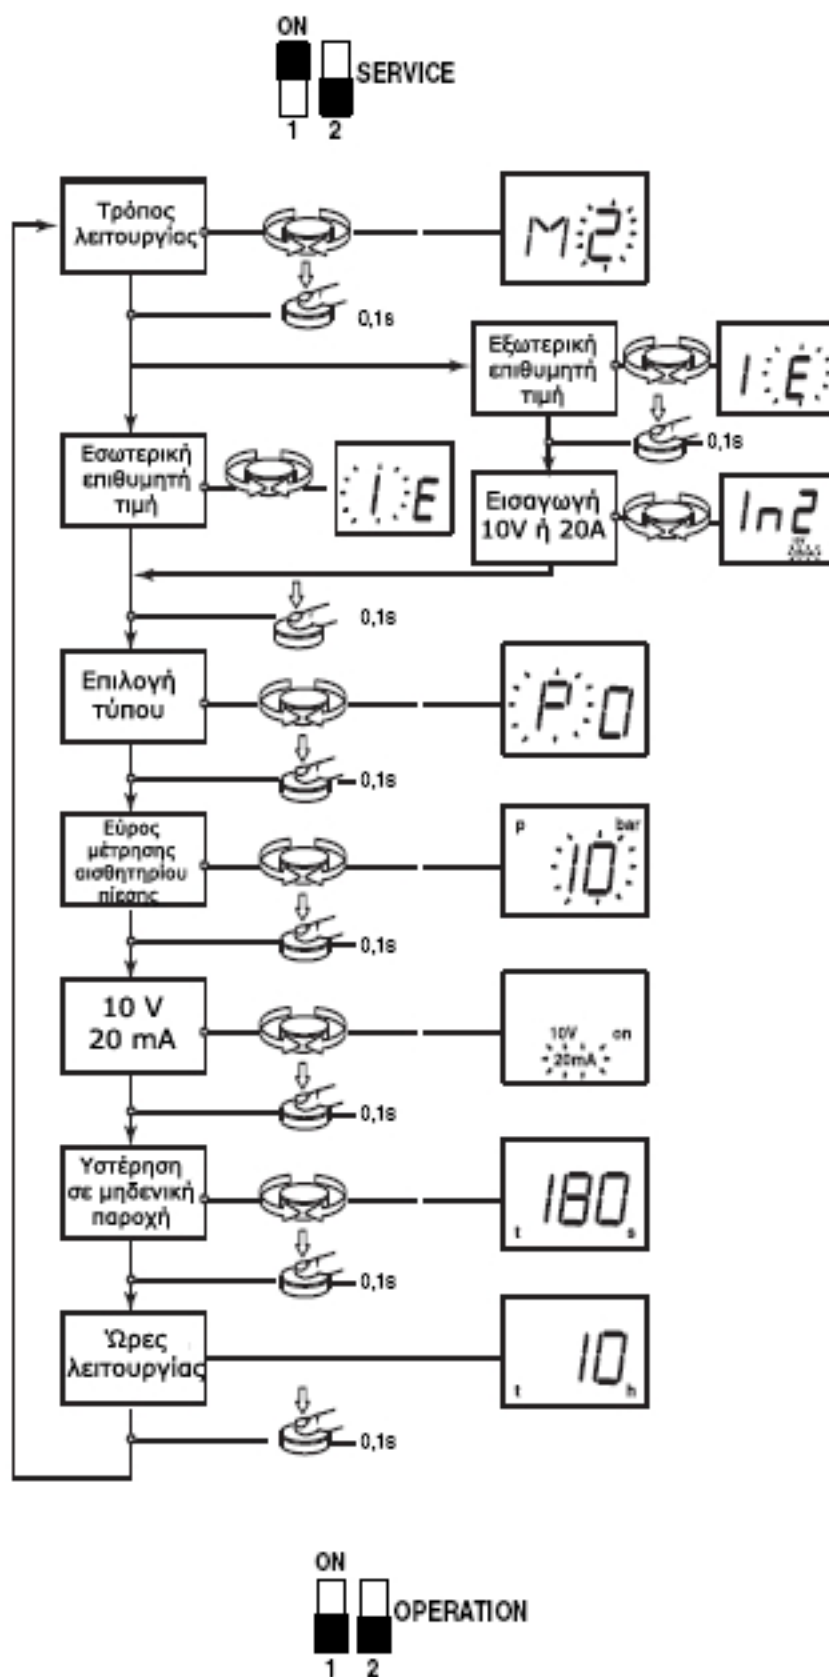 ON
SERVICE
1 2
Τρόπος
λειτουργίας
M2
0,1s
Εξωτερική
επιθυμητή
τιμή
I E
0,1s
Εσωτερική
επιθυμητή
τιμή
I E
Εισαγωγή
10V ή 20A
In2
0,1s
Επιλογή
τύπου
P 0
0,1s
Εύρος
μέτρησης
αισθητηρίου
πίεσης
p bar
10
0,1s
10 V
20 mA
10V on
20mA
0,1s
Υστέρηση
σε μηδενική
παροχή
180
t s
0,1s
Ώρες
λειτουργίας
10
t h
0,1s
ON
OPERATION
1 2